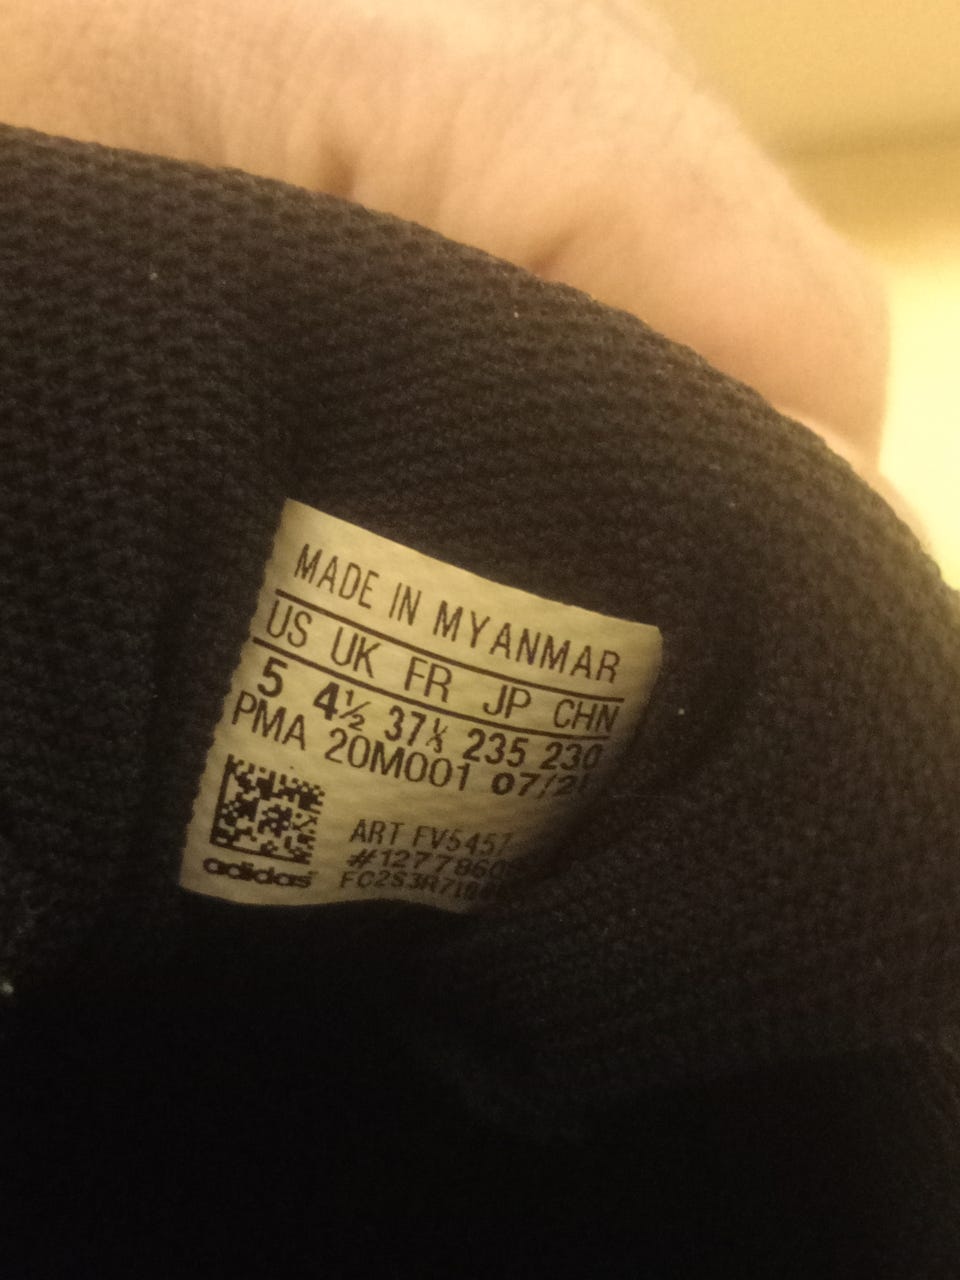 MADE IN MYANMAR
US UK FR JP CHN
5 4½ 37⅓ 235 230
PMA 20M001
ART FV5457
adidas